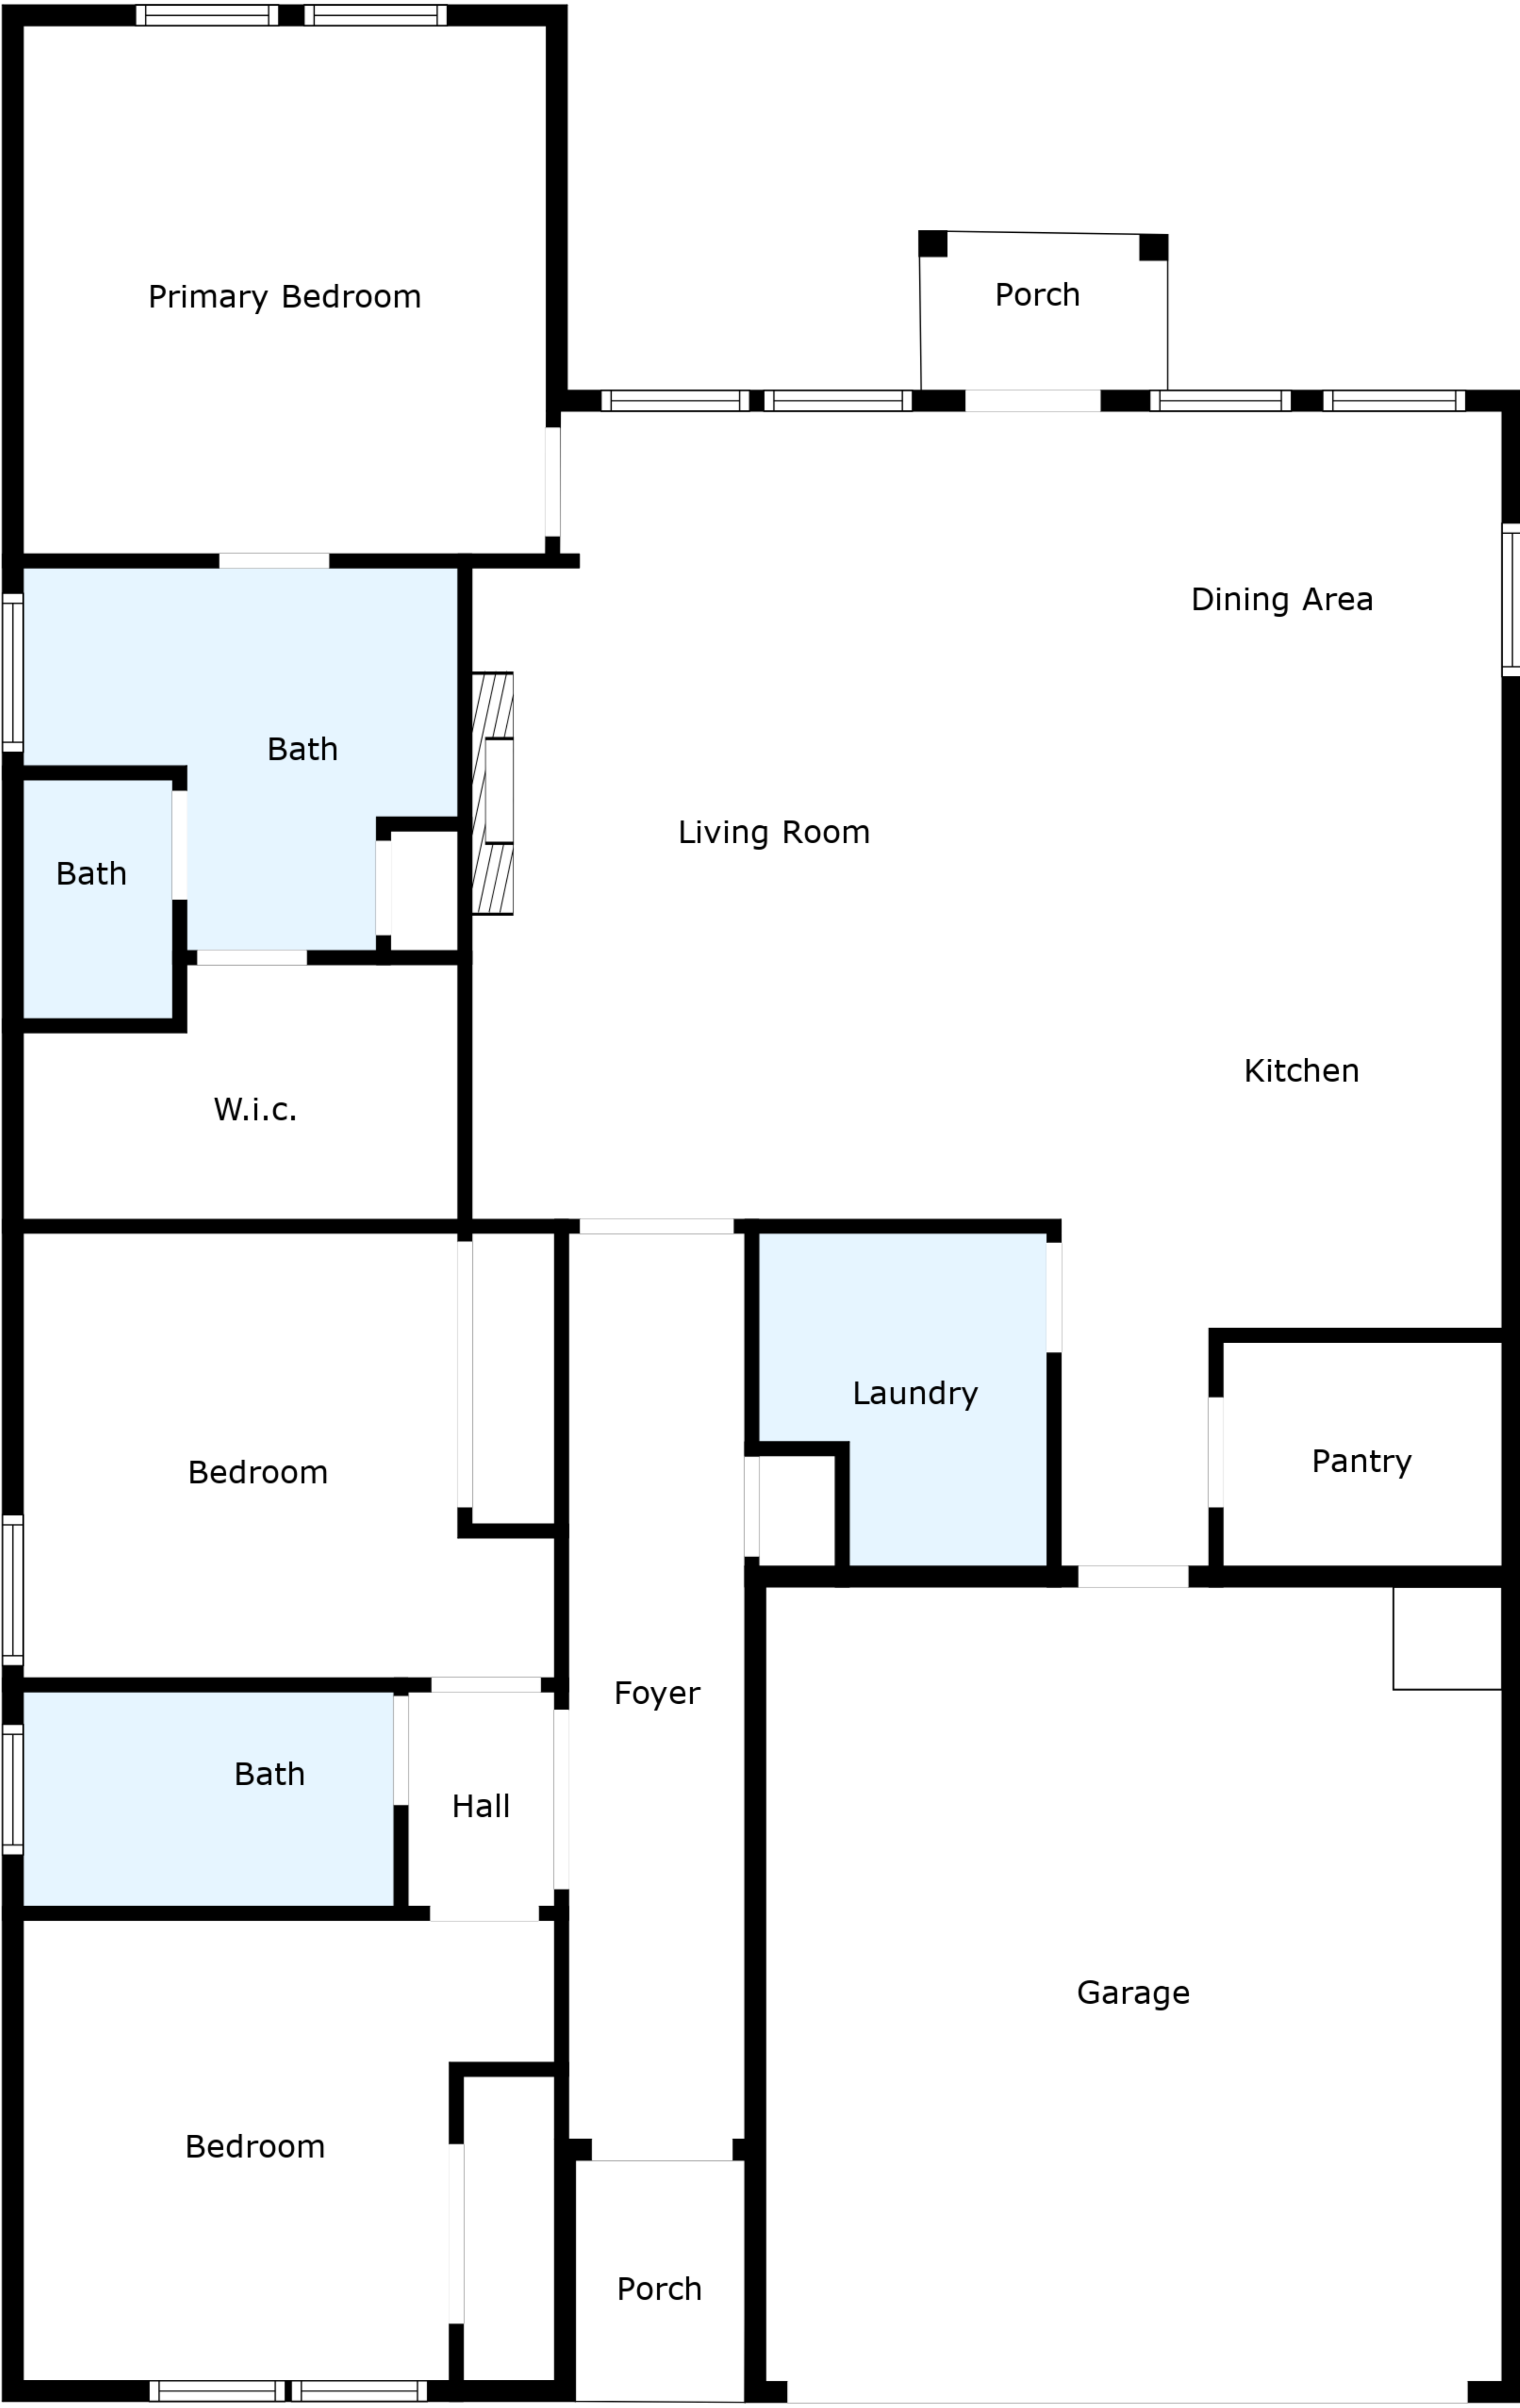 Primary Bedroom
Porch
Dining Area
Bath
Living Room
Bath
Kitchen
W.i.c.
Laundry
Pantry
Bedroom
Foyer
Bath
Hall
Garage
Bedroom
Porch